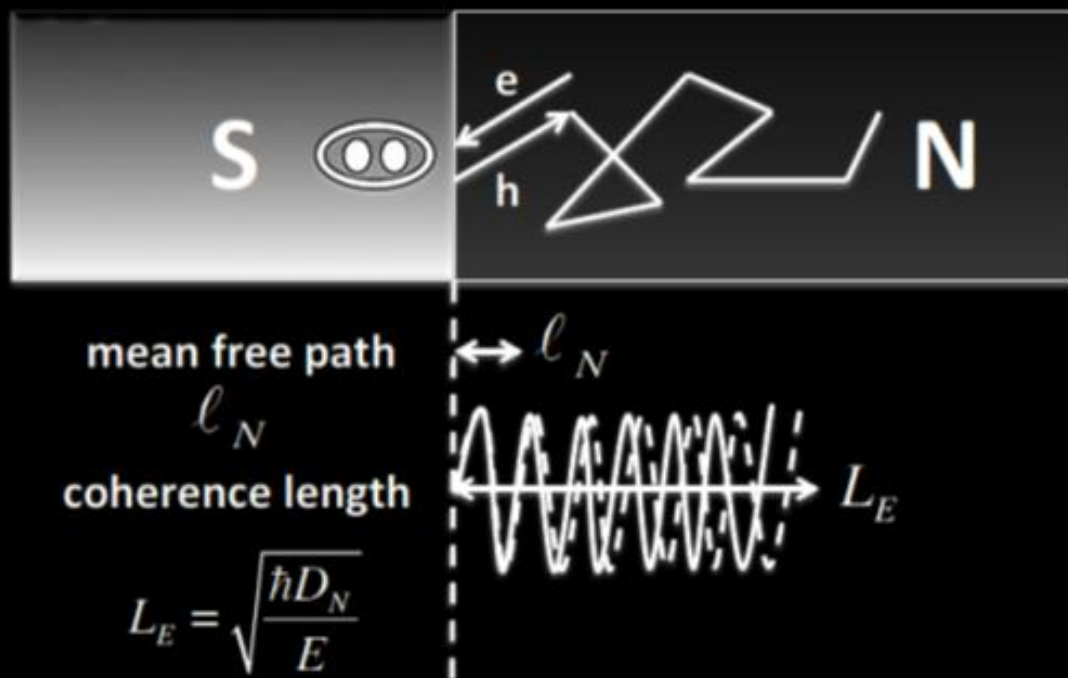 S
e
h
N
mean free path
ℓ_N
ℓ_N
coherence length
L_E
L_E = √(ħD_N / E)